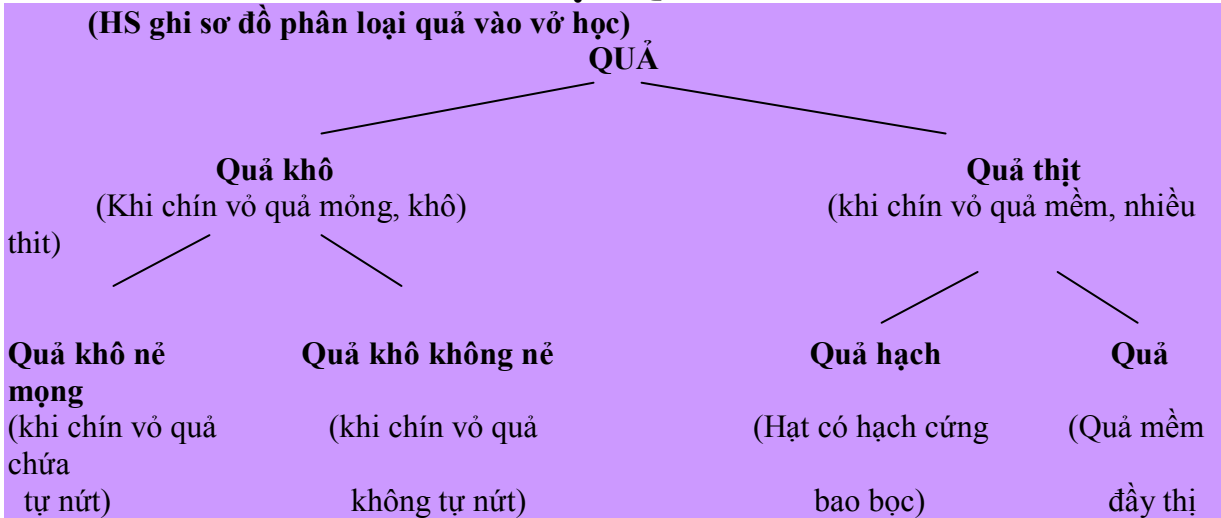 (HS ghi sơ đồ phân loại quả vào vở học)
QUẢ
Quả khô Quả thịt
(Khi chín vỏ quả mỏng, khô) (khi chín vỏ quả mềm, nhiều
thit)
Quả khô nẻ Quả khô không nẻ Quả hạch Quả
mọng
(khi chín vỏ quả (khi chín vỏ quả (Hạt có hạch cứng (Quả mềm
chứa
tự nứt) không tự nứt) bao bọc) đầy thị